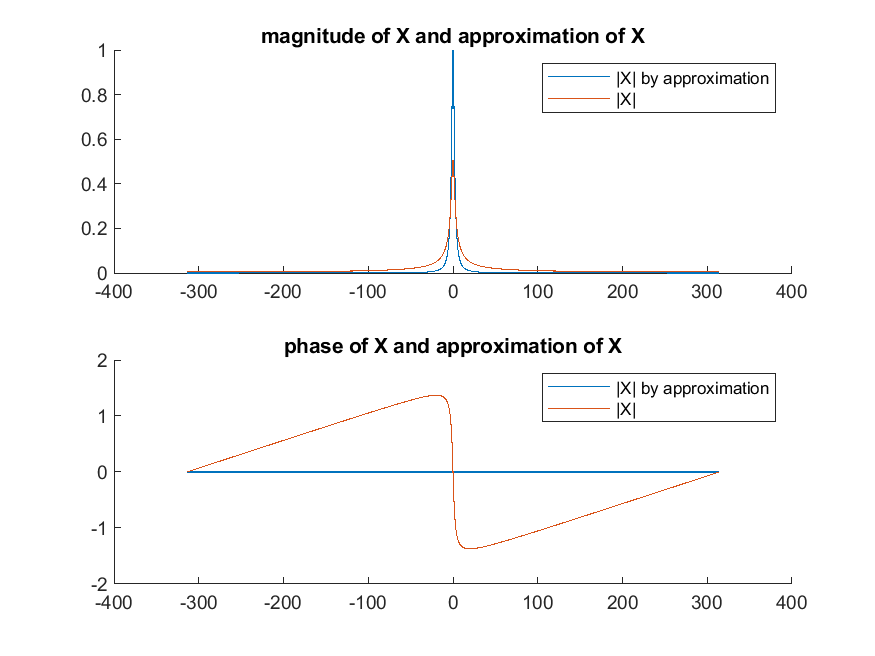 magnitude of X and approximation of X
1
0.8
0.6
0.4
0.2
0
|X| by approximation
|X|
-400 -300 -200 -100 0 100 200 300 400
phase of X and approximation of X
2
1
0
-1
-2
|X| by approximation
|X|
-400 -300 -200 -100 0 100 200 300 400